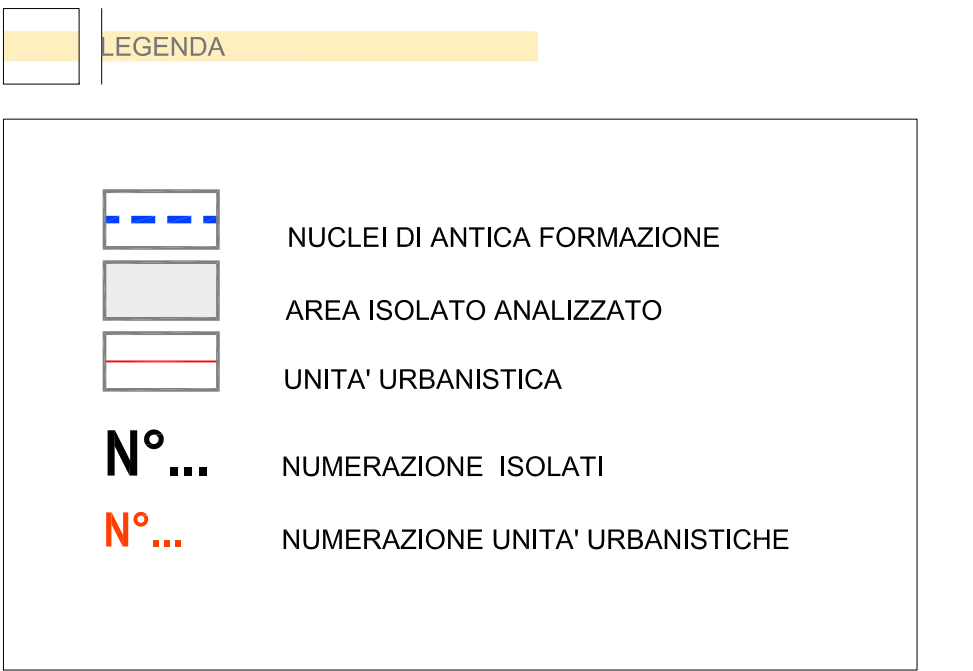 LEGENDA
NUCLEI DI ANTICA FORMAZIONE
AREA ISOLATO ANALIZZATO
UNITA' URBANISTICA
N°... NUMERAZIONE ISOLATI
N°... NUMERAZIONE UNITA' URBANISTICHE